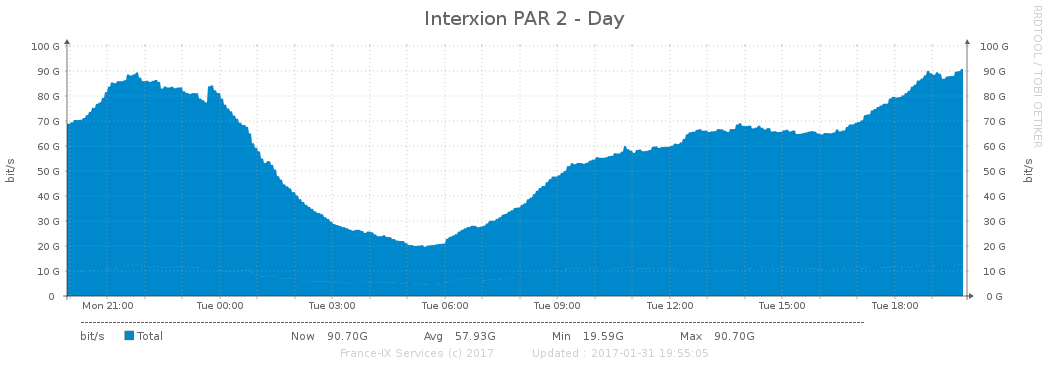 Interxion PAR 2 - Day
RRDTOOL / TOBI OETIKER
bit/s
bit/s
100 G 100 G
90 G 90 G
80 G 80 G
70 G 70 G
60 G 60 G
50 G 50 G
40 G 40 G
30 G 30 G
20 G 20 G
10 G 10 G
0 0 G
Mon 21:00 Tue 00:00 Tue 03:00 Tue 06:00 Tue 09:00 Tue 12:00 Tue 15:00 Tue 18:00
bit/s Total Now 90.70G Avg 57.93G Min 19.59G Max 90.70G
France-IX Services (c) 2017 Updated : 2017-01-31 19:55:05